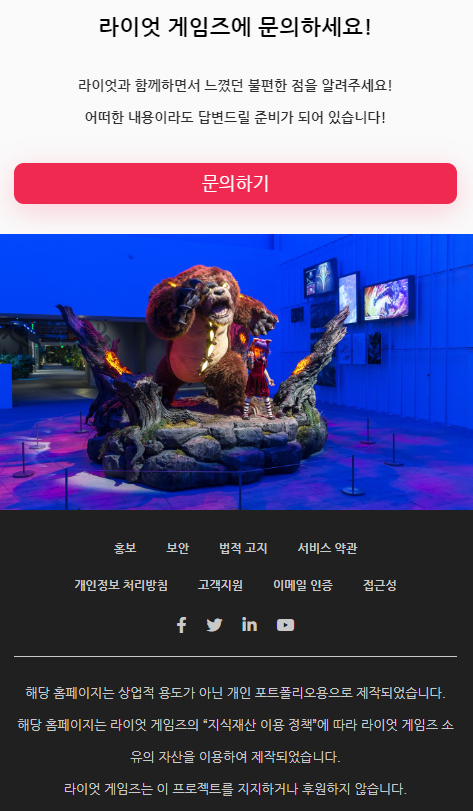 라이엇 게임즈에 문의하세요!
라이엇과 함께하면서 느꼈던 불편한 점을 알려주세요!
어떠한 내용이라도 답변드릴 준비가 되어 있습니다!
문의하기
홍보 보안 법적 고지 서비스 약관
개인정보 처리방침 고객지원 이메일 인증 접근성
해당 홈페이지는 상업적 용도가 아닌 개인 포트폴리오용으로 제작되었습니다.
해당 홈페이지는 라이엇 게임즈의 “지식재산 이용 정책”에 따라 라이엇 게임즈 소
유의 자산을 이용하여 제작되었습니다.
라이엇 게임즈는 이 프로젝트를 지지하거나 후원하지 않습니다.